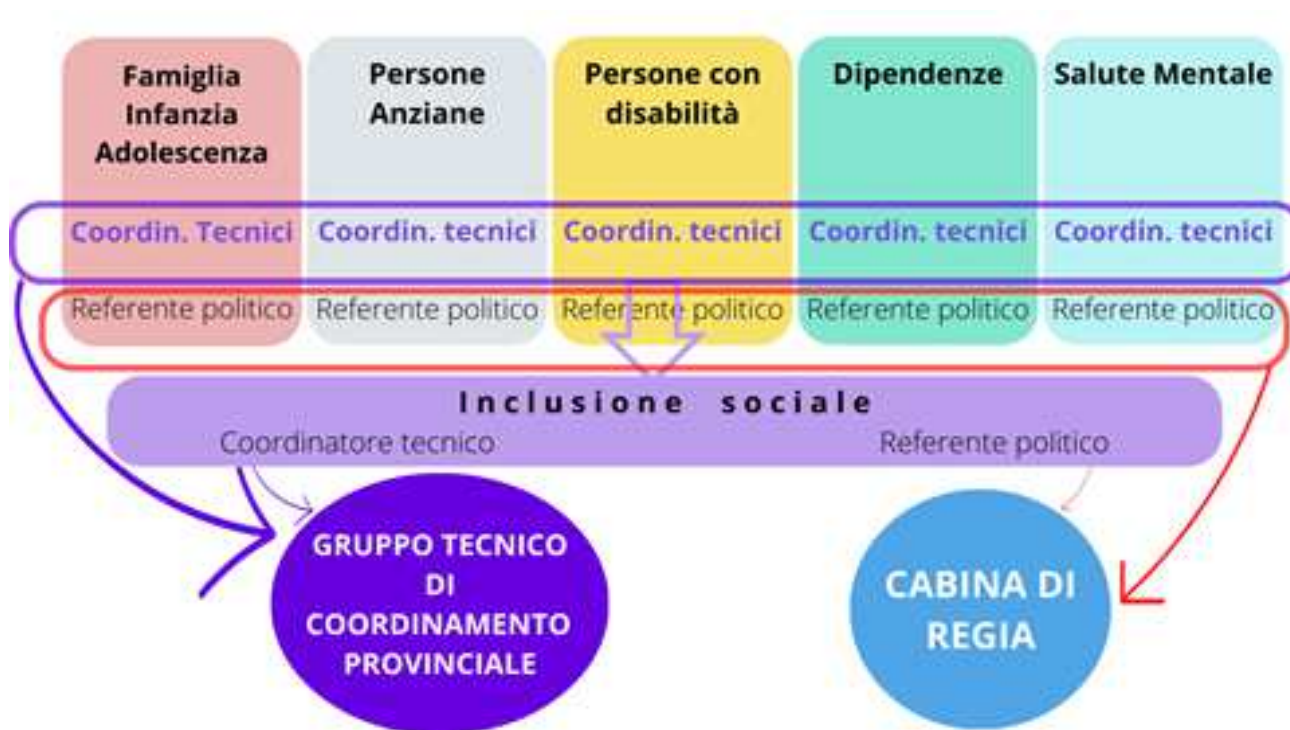 Famiglia
Infanzia
Adolescenza
Persone
Anziane
Persone con
disabilità
Dipendenze
Salute Mentale
Coordin. Tecnici
Coordin. tecnici
Coordin. tecnici
Coordin. tecnici
Coordin. tecnici
Referente politico
Referente politico
Referente politico
Referente politico
Referente politico
Inclusione sociale
Coordinatore tecnico
Referente politico
GRUPPO TECNICO
DI
COORDINAMENTO
PROVINCIALE
CABINA DI
REGIA